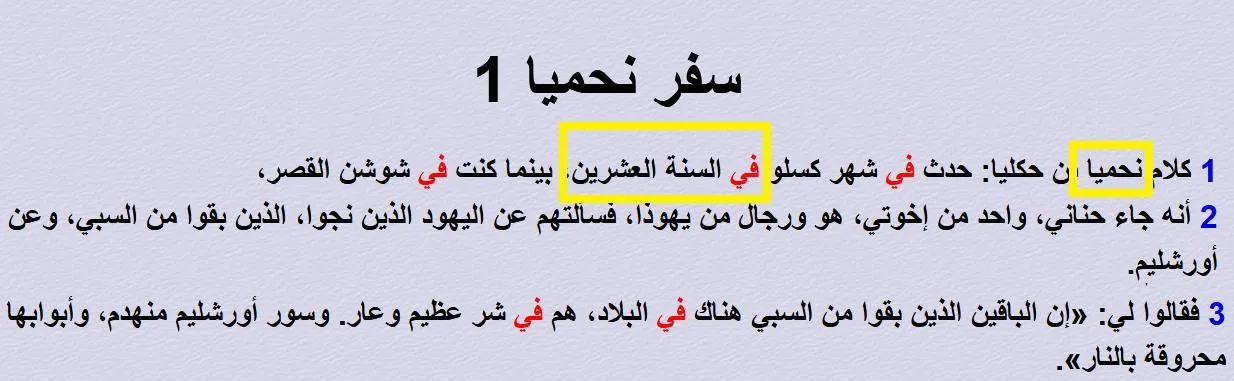 سفر نحميا 1
1 كلام نحميا بن حكليا: حدث في شهر كسلو في السنة العشرين، بينما كنت في شوشن القصر،
2 أنه جاء حناني، واحد من إخوتي، هو ورجال من يهوذا، فسألتهم عن اليهود الذين نجوا، الذين بقوا من السبي، وعن
أورشليم.
3 فقالوا لي: «إن الباقين الذين بقوا من السبي هناك في البلاد، هم في شر عظيم وعار. وسور أورشليم منهدم، وأبوابها
محروقة بالنار».